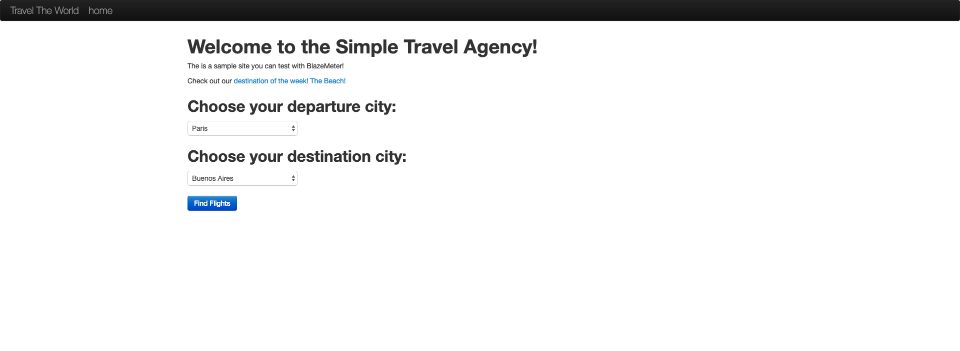 Travel The World home
Welcome to the Simple Travel Agency!
The is a sample site you can test with BlazeMeter!
Check out our destination of the week! The Beach!
Choose your departure city:
Paris
Choose your destination city:
Buenos Aires
Find Flights